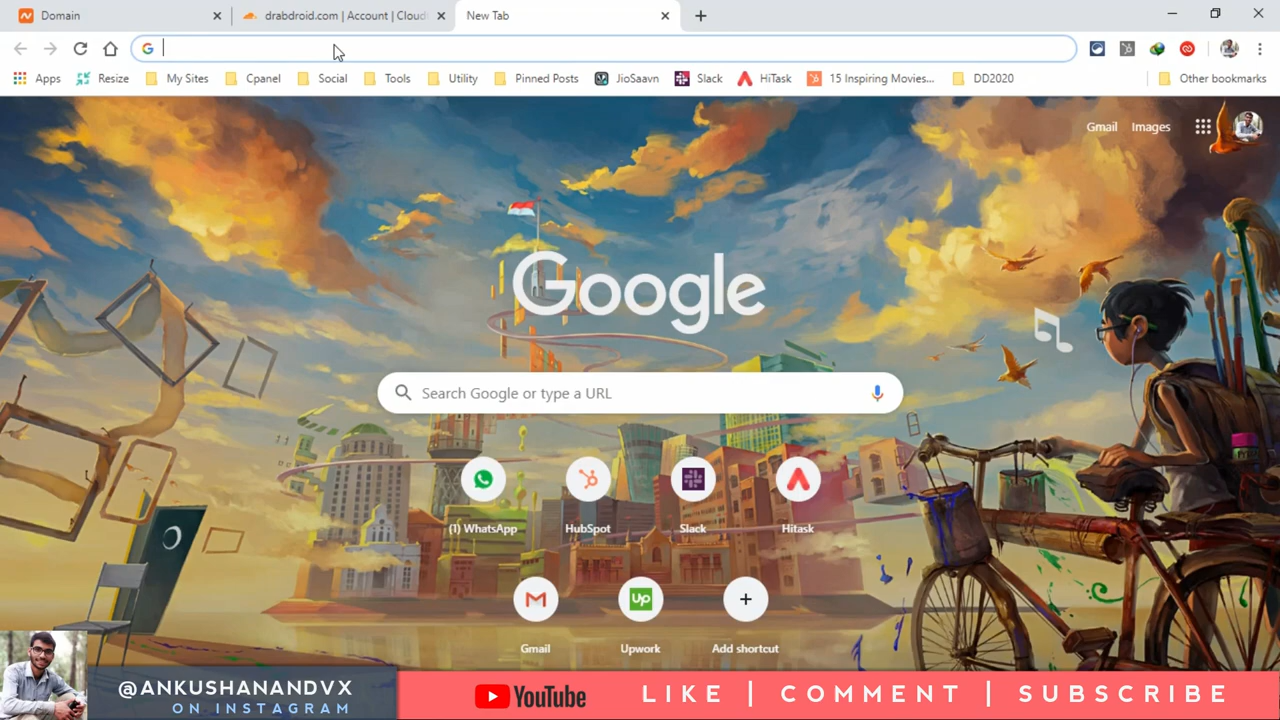 Domain
drabdroid.com | Account | Cloud
New Tab
Apps
Resize
My Sites
Cpanel
Social
Tools
Utility
Pinned Posts
JioSaavn
Slack
HiTask
15 Inspiring Movies...
DD2020
Other bookmarks
Gmail
Images
Google
Search Google or type a URL
(1) WhatsApp
HubSpot
Slack
Hitask
Gmail
Upwork
Add shortcut
@ANKUSHANANDVX
ON INSTAGRAM
YouTube
LIKE | COMMENT | SUBSCRIBE